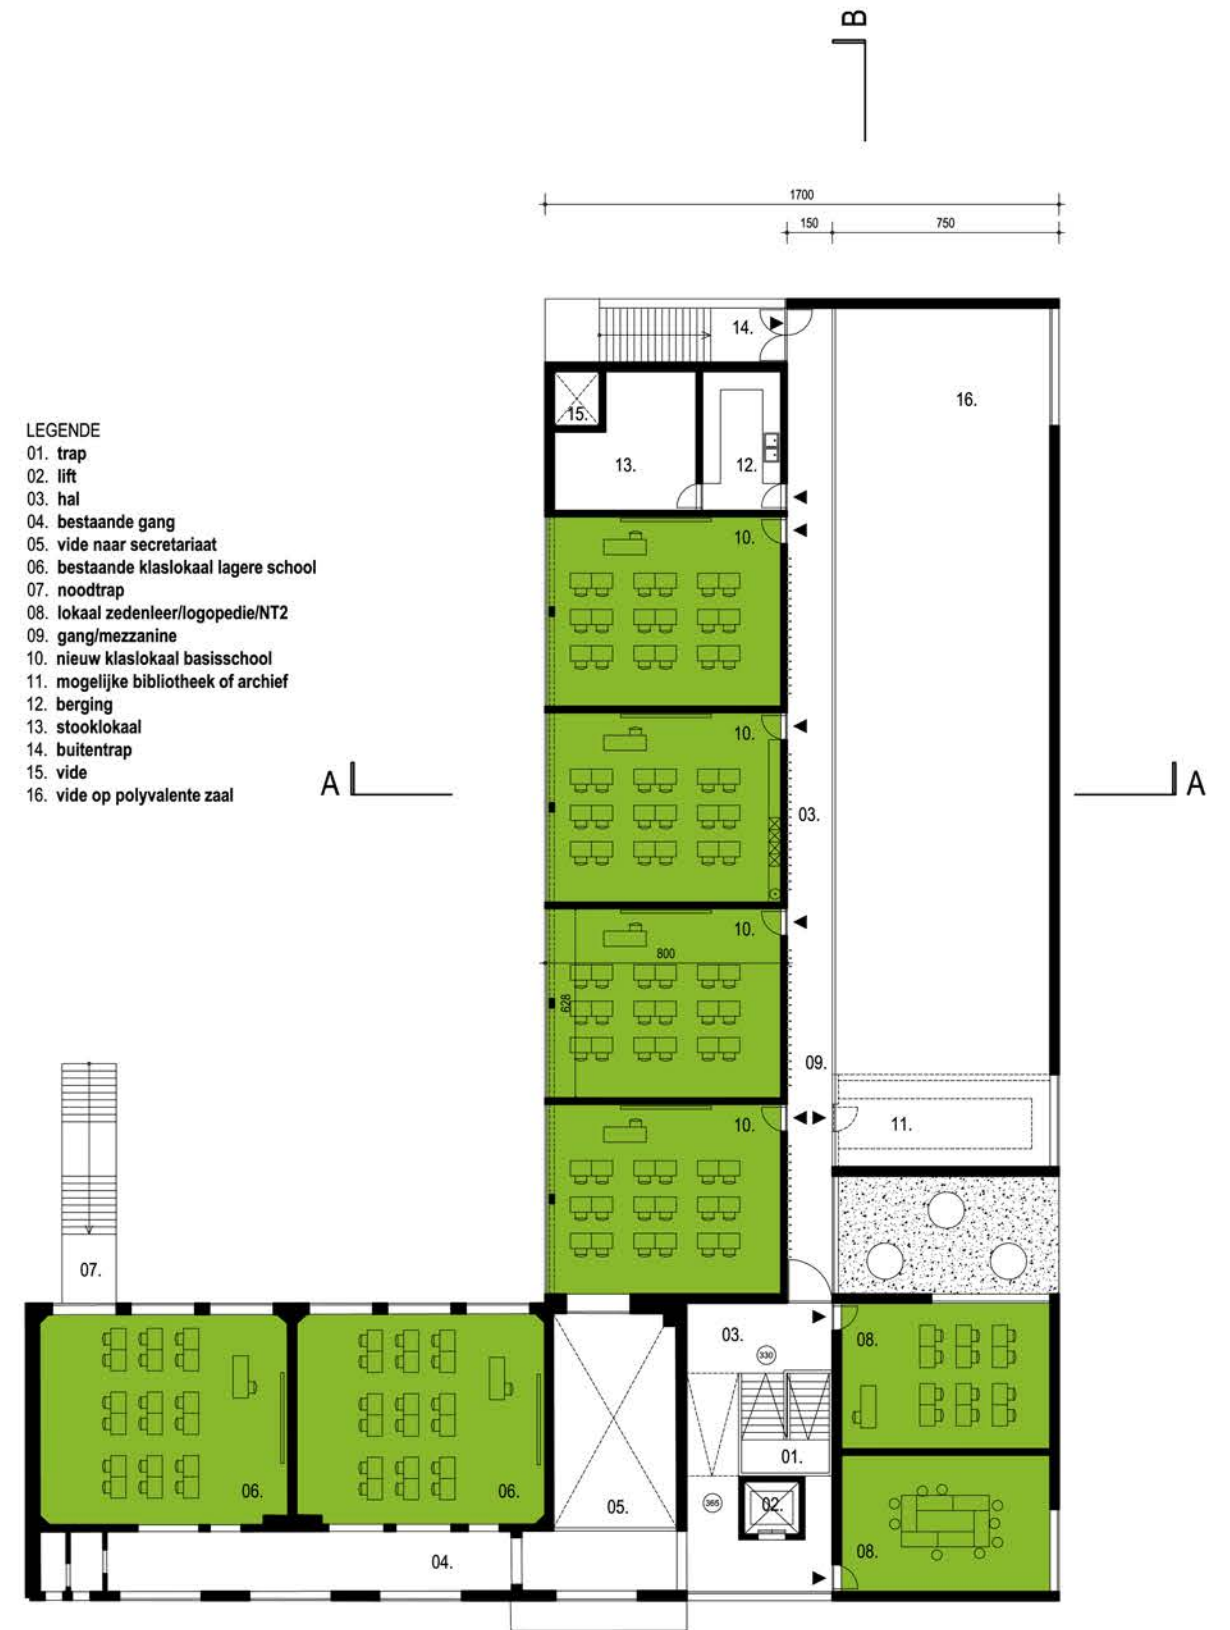 B
1700
150 750
14.
16.
15.
13.
12.
LEGENDE
01. trap
02. lift
03. hal
04. bestaande gang
05. vide naar secretariaat
06. bestaande klaslokaal lagere school
07. noodtrap
08. lokaal zedenleer/logopedie/NT2
09. gang/mezzanine
10. nieuw klaslokaal basisschool
11. mogelijke bibliotheek of archief
12. berging
13. stooklokaal
14. buitentrap
15. vide
16. vide op polyvalente zaal
10.
10.
A
A
03.
10.
800
628
09.
10.
11.
07.
03.
330
08.
01.
06.
06.
05.
365
02.
08.
04.